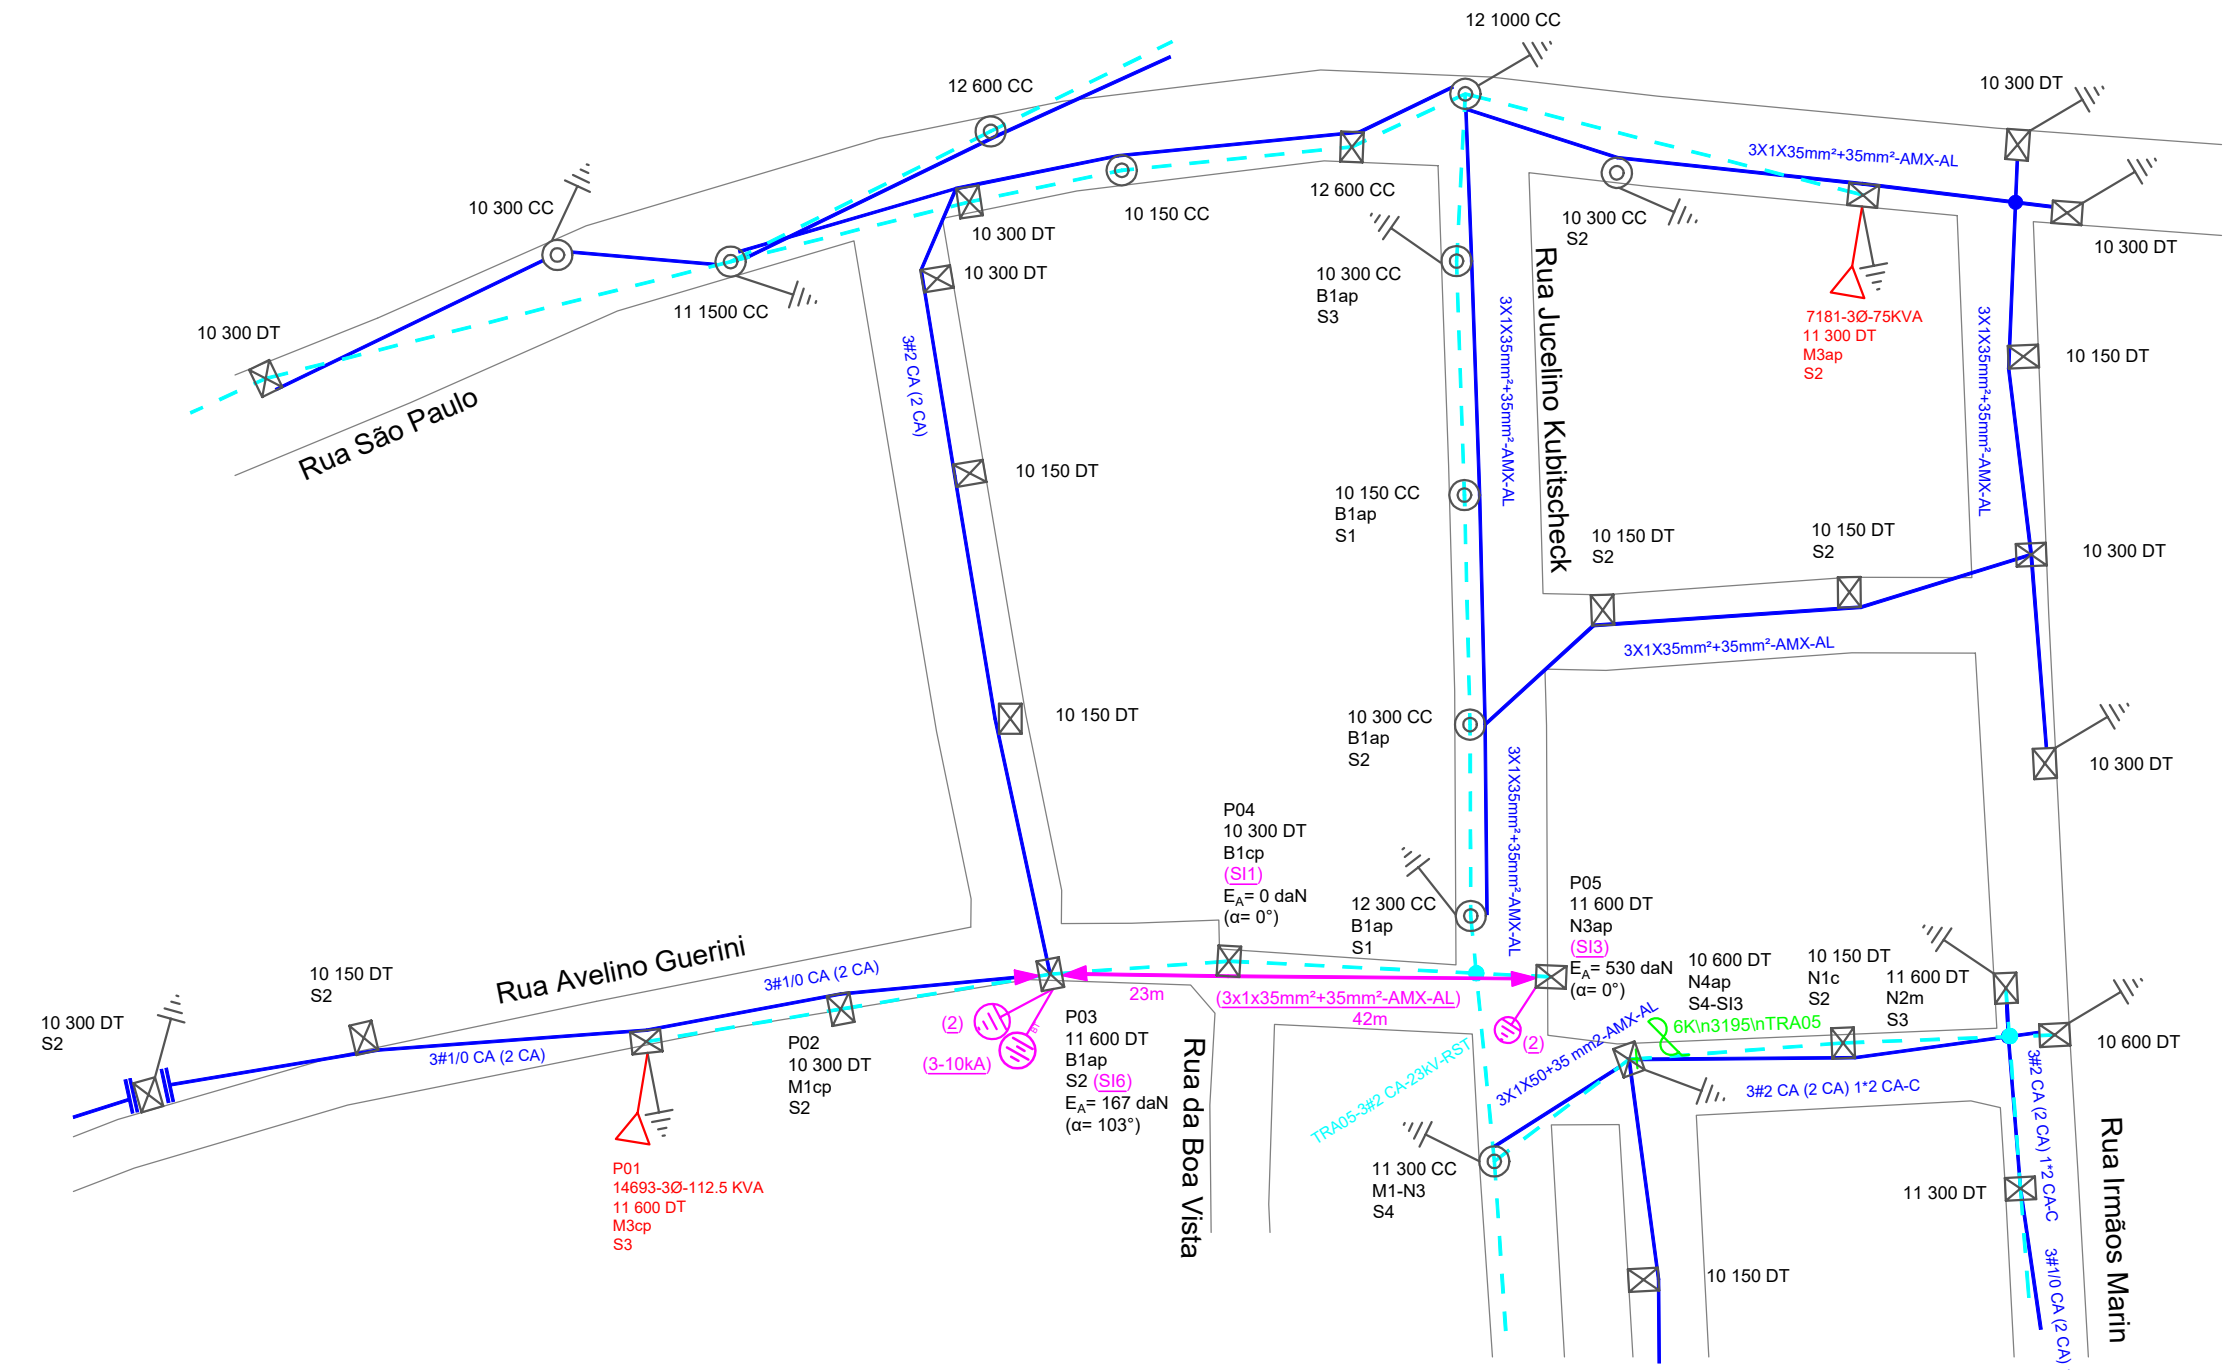 12 1000 CC
12 600 CC
10 300 DT
10 300 CC
10 300 DT
11 1500 CC
10 300 DT
10 300 DT
10 150 CC
12 600 CC
3X1X35mm²+35mm²-AMX-AL
10 300 CC
S2
10 300 DT
Rua São Paulo
3#2 CA (2 CA)
10 300 CC
B1ap
S3
3X1X35mm²+35mm²-AMX-AL
Rua Jucelino Kubitscheck
7181-3Ø-75KVA
11 300 DT
M3ap
S2
3X1X35mm²+35mm²-AMX-AL
10 150 DT
10 150 DT
10 150 CC
B1ap
S1
10 150 DT
S2
10 150 DT
S2
10 300 DT
3X1X35mm²+35mm²-AMX-AL
10 150 DT
10 300 CC
B1ap
S2
3X1X35mm²+35mm²-AMX-AL
10 300 DT
P04
10 300 DT
B1cp
(SI1)
EA= 0 daN
(α= 0°)
12 300 CC
B1ap
S1
P05
11 600 DT
N3ap
(SI3)
EA= 530 daN
(α= 0°)
10 600 DT
N4ap
S4-SI3
10 150 DT
N1c
S2
11 600 DT
N2m
S3
10 600 DT
Rua Avelino Guerini
10 150 DT
S2
10 300 DT
S2
3#1/0 CA (2 CA)
3#1/0 CA (2 CA)
23m
(3x1x35mm²+35mm²-AMX-AL)
42m
(2)
(3-10kA)
BT
(2)
P01
14693-3Ø-112.5 KVA
11 600 DT
M3cp
S3
P02
10 300 DT
M1cp
S2
P03
11 600 DT
B1ap
S2 (SI6)
EA= 167 daN
(α= 103°)
Rua da Boa Vista
TRA05-3#2 CA-23kV-RST
3X1X50+35 mm2-AMX-AL
6K\n3195\nTRA05
3#2 CA (2 CA) 1*2 CA-C
11 300 CC
M1-N3
S4
3#2 CA (2 CA) 1*2 CA-C
11 300 DT
10 150 DT
3#1/0 CA (2 CA)
Rua Irmãos Marin